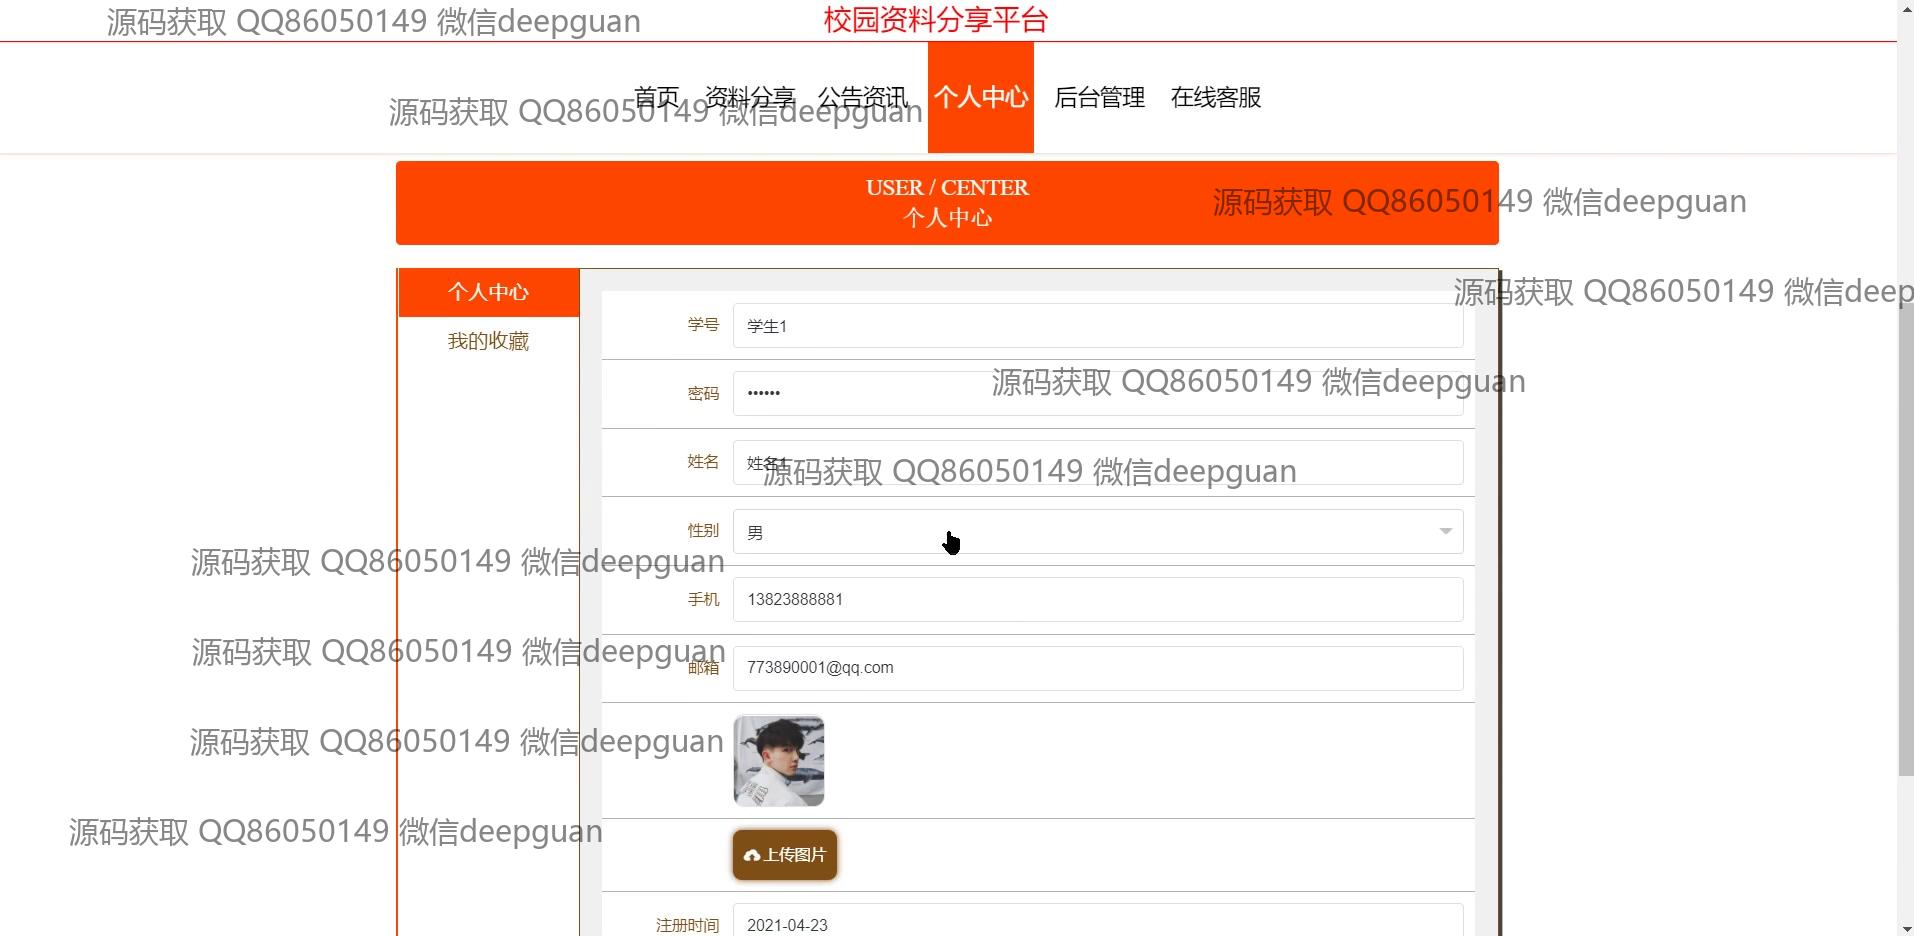 源码获取 QQ86050149 微信deepguan
校园资料分享平台
首页 资料分享 公告资讯 个人中心 后台管理 在线客服
源码获取 QQ86050149 微信deepguan
USER / CENTER
源码获取 QQ86050149 微信deepguan
个人中心
个人中心
源码获取 QQ86050149 微信deep
学号 学生1
我的收藏
源码获取 QQ86050149 微信deepguan
密码 ••••••
姓名 姓名1
源码获取 QQ86050149 微信deepguan
性别 男
源码获取 QQ86050149 微信deepguan
手机 13823888881
源码获取 QQ86050149 微信deepguan
邮箱 773890001@qq.com
源码获取 QQ86050149 微信deepguan
源码获取 QQ86050149 微信deepguan
上传图片
注册时间 2021-04-23